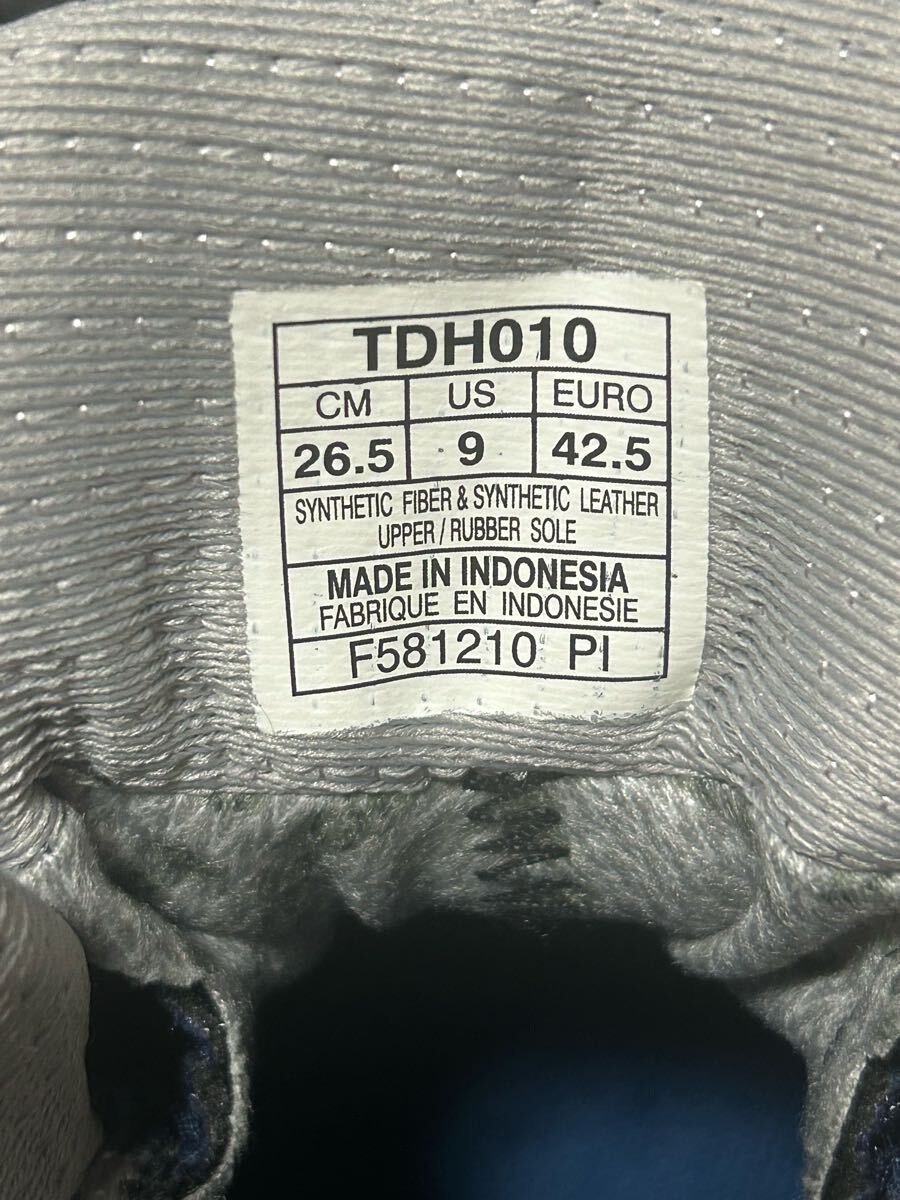 TDH010
CM US EURO
26.5 9 42.5
SYNTHETIC FIBER & SYNTHETIC LEATHER
UPPER / RUBBER SOLE
MADE IN INDONESIA
FABRIQUE EN INDONESIE
F581210 PI